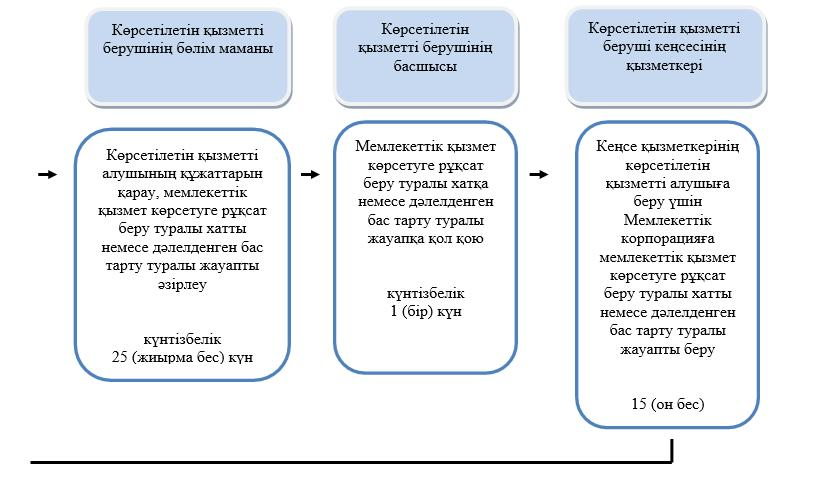 Көрсетілетін қызметті
берушінің бөлім маманы
Көрсетілетін
қызметті берушінің
басшысы
Көрсетілетін қызметті
беруші кеңсесінің
қызметкері
Көрсетілетін қызметті
алушының құжаттарын
қарау, мемлекеттік
қызмет көрсетуге рұқсат
беру туралы хатты
немесе дәлелденген бас
тарту туралы жауапты
әзірлеу
күнтізбелік
25 (жиырма бес) күн
Мемлекеттік қызмет
көрсетуге рұқсат
беру туралы хатқа
немесе дәлелденген
бас тарту туралы
жауапқа қол қою
күнтізбелік
1 (бір) күн
Кеңсе қызметкерінің
көрсетілетін
қызметті алушыға
беру үшін
Мемлекеттік
корпорацияға
мемлекеттік қызмет
көрсетуге рұқсат
беру туралы хатты
немесе дәлелденген
бас тарту туралы
жауапты беру
15 (он бес)